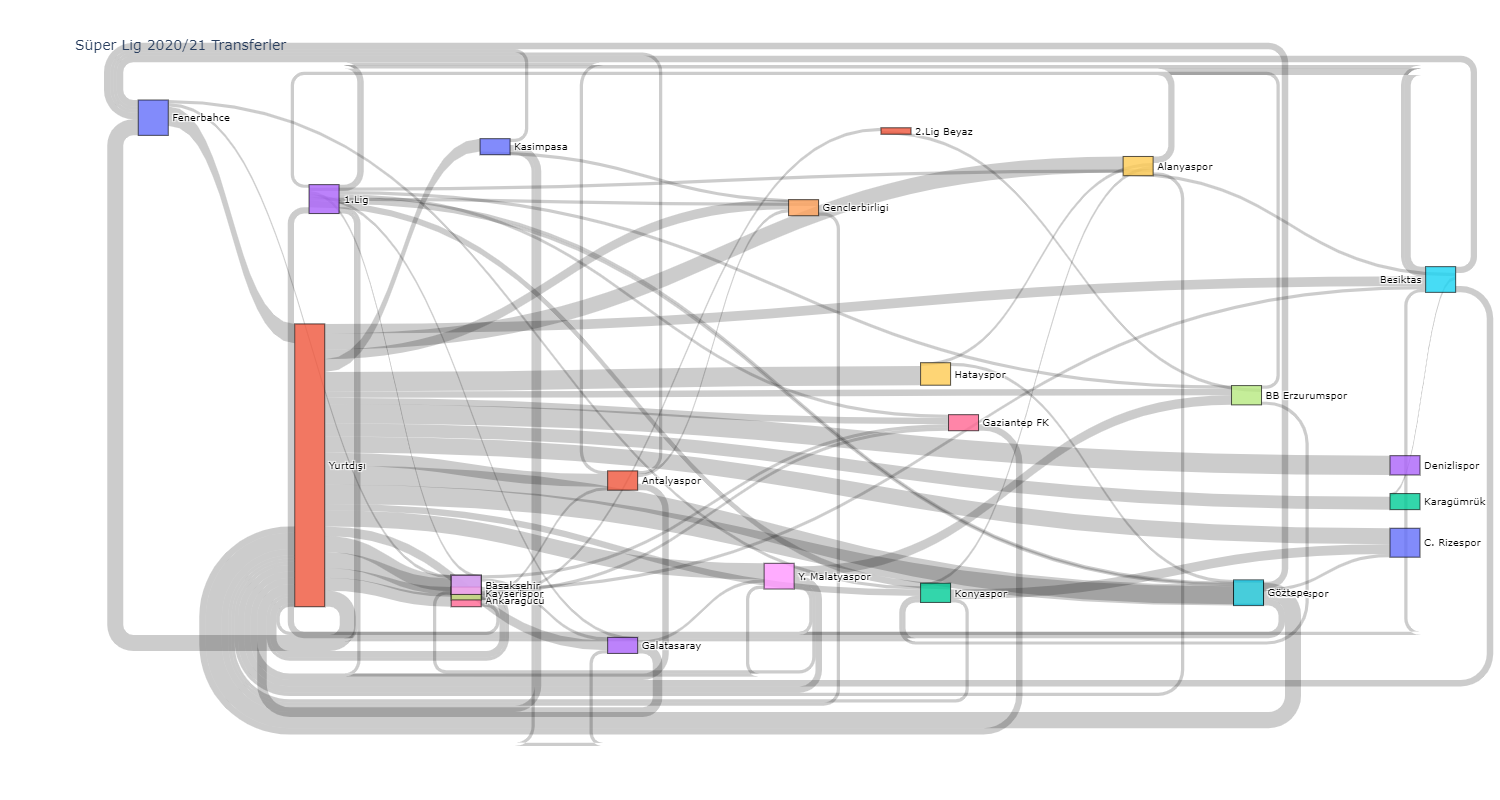 Süper Lig 2020/21 Transferler
Fenerbahce
2.Lig Beyaz
Kasimpasa
Alanyaspor
1.Lig
Genclerbirligi
Besiktas
Hatayspor
BB Erzurumspor
Gaziantep FK
Yurtdışı
Denizlispor
Antalyaspor
Karagümrük
C. Rizespor
Y. Malatyaspor
Basaksehir
Kayserispor
Konyaspor
Göztepe
spor
Ankaragücü
Galatasaray